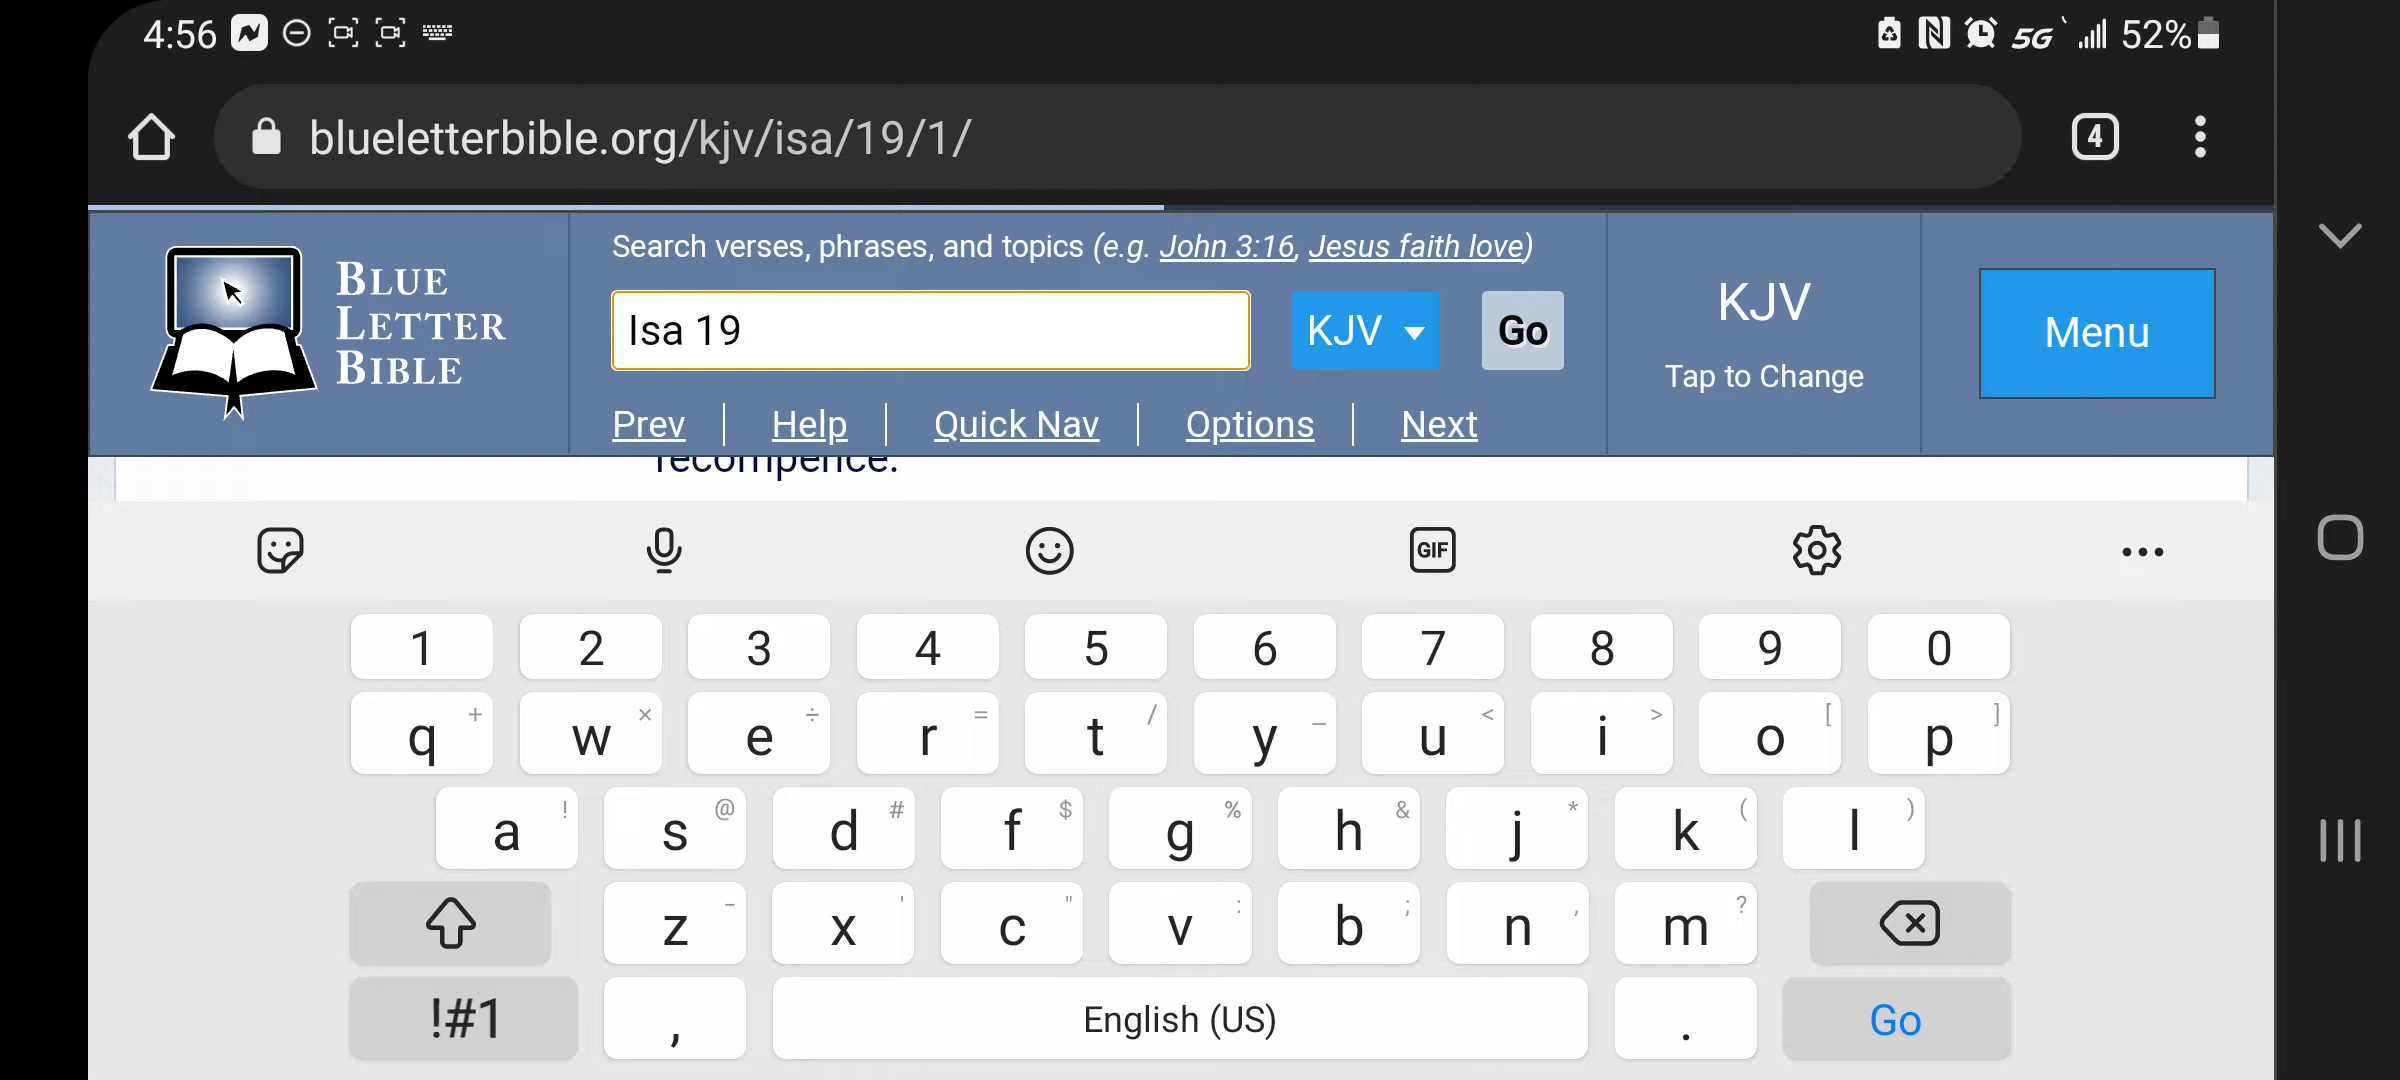 4:56
5G 52%
blueletterbible.org/kjv/isa/19/1/
4
BLUE
LETTER
BIBLE
Search verses, phrases, and topics (e.g. John 3:16, Jesus faith love)
Isa 19
KJV
Go
Prev Help Quick Nav Options Next
KJV
Tap to Change
Menu
recompence.
GIF
1 2 3 4 5 6 7 8 9 0
q + w × e ÷ r = t / y _ u < i > o [ p ]
a ! s @ d # f $ g % h & j * k ( l )
z - x ' c " v : b ; n , m ?
!#1 , English (US) . Go